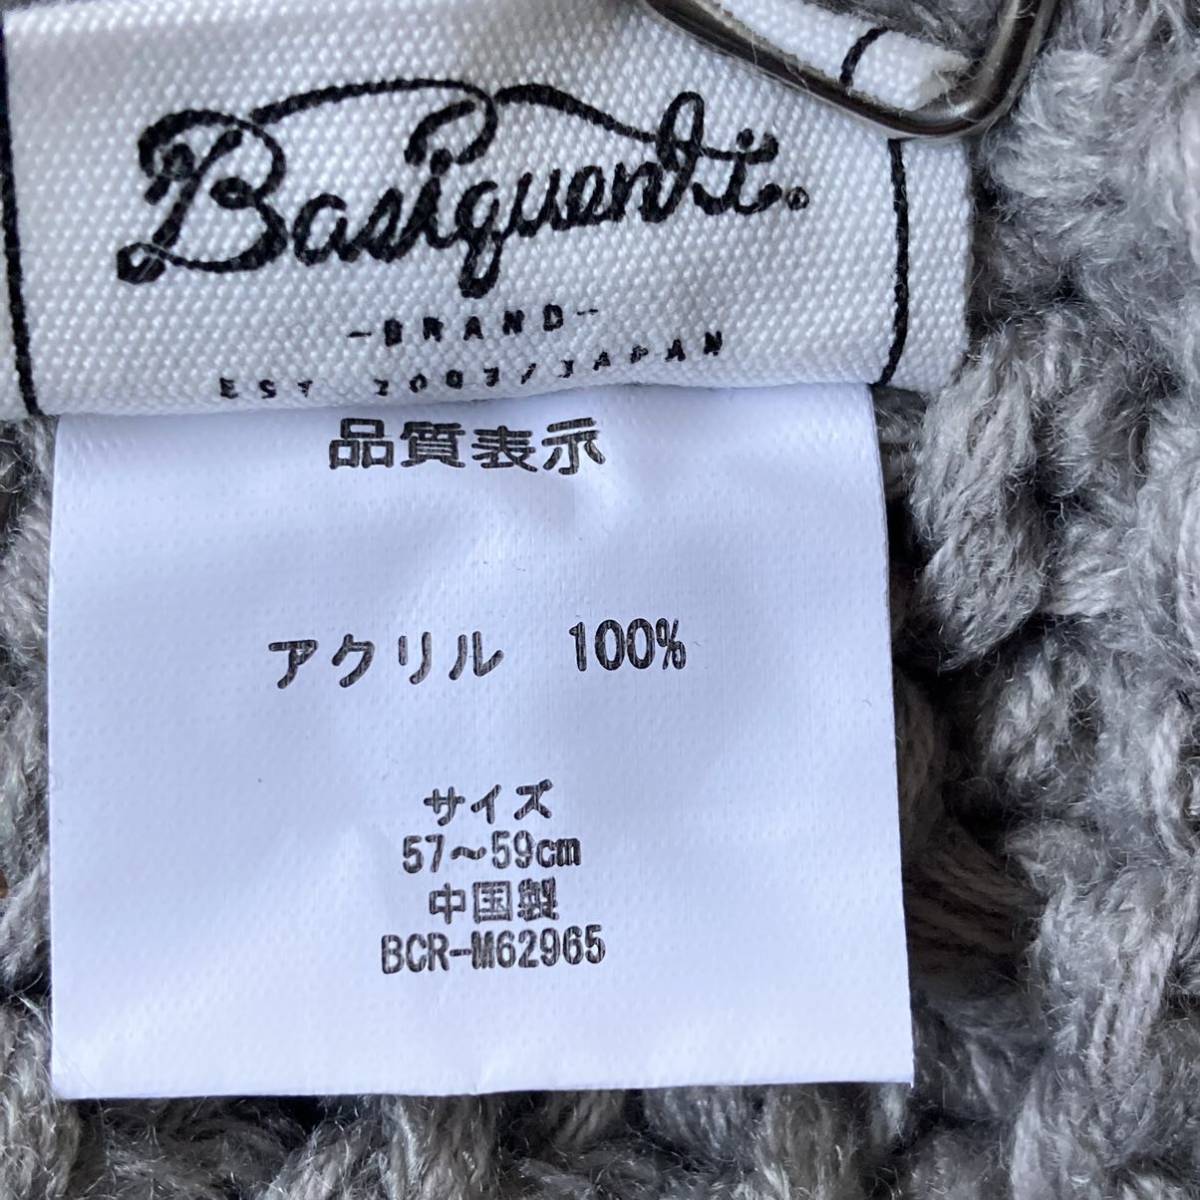 Basiquenti.
-BRAND-
EST 2003/JAPAN
品質表示
アクリル 100%
サイズ
57～59cm
中国製
BCR-M62965